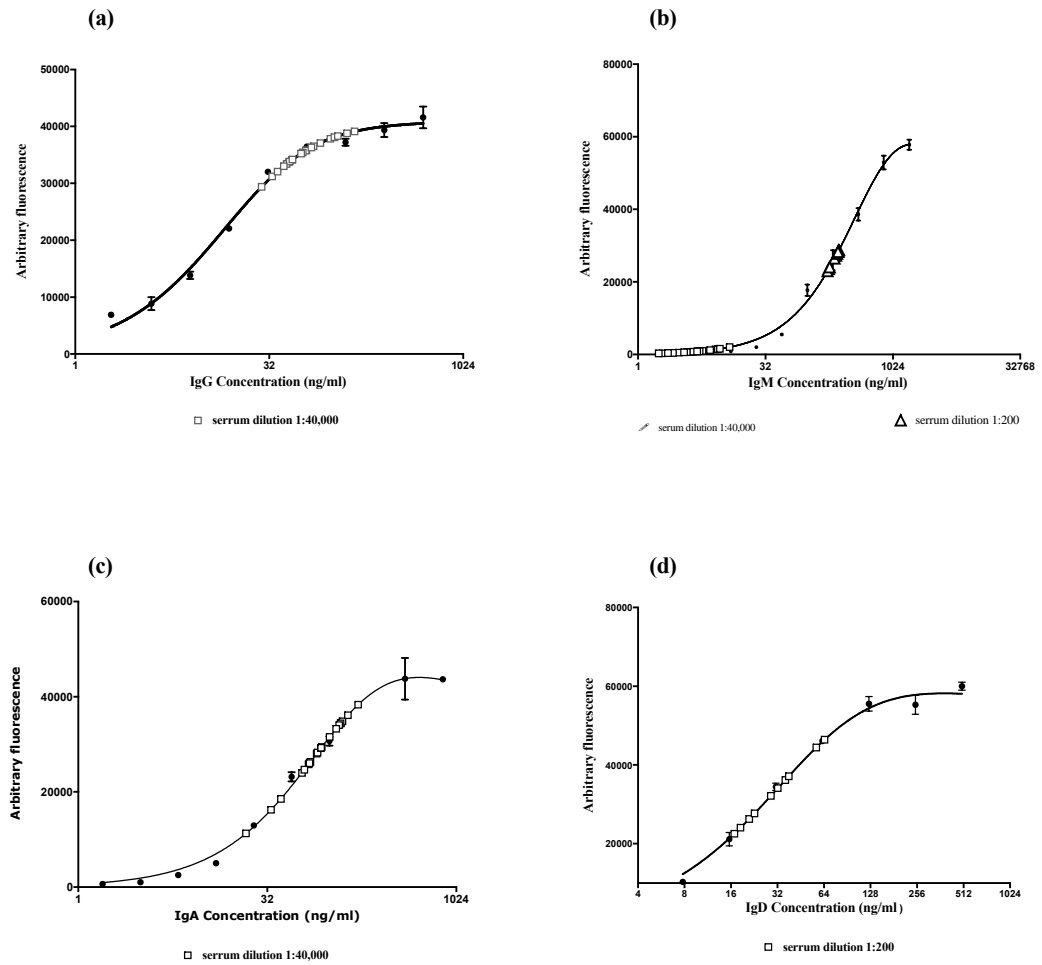 (a)
50000
40000
30000
20000
10000
0
Arbitrary fluorescence
1
32
1024
IgG Concentration (ng/ml)
serrum dilution 1:40,000
(b)
80000
60000
40000
20000
0
Arbitrary fluorescence
1
32
1024
32768
IgM Concentration (ng/ml)
serum dilution 1:40,000
serrum dilution 1:200
(c)
60000
40000
20000
0
Arbitrary fluorescence
1
32
1024
IgA Concentration (ng/ml)
serrum dilution 1:40,000
(d)
80000
60000
40000
20000
Arbitrary fluorescence
4
8
16
32
64
128
256
512
1024
IgD Concentration (ng/ml)
serrum dilution 1:200